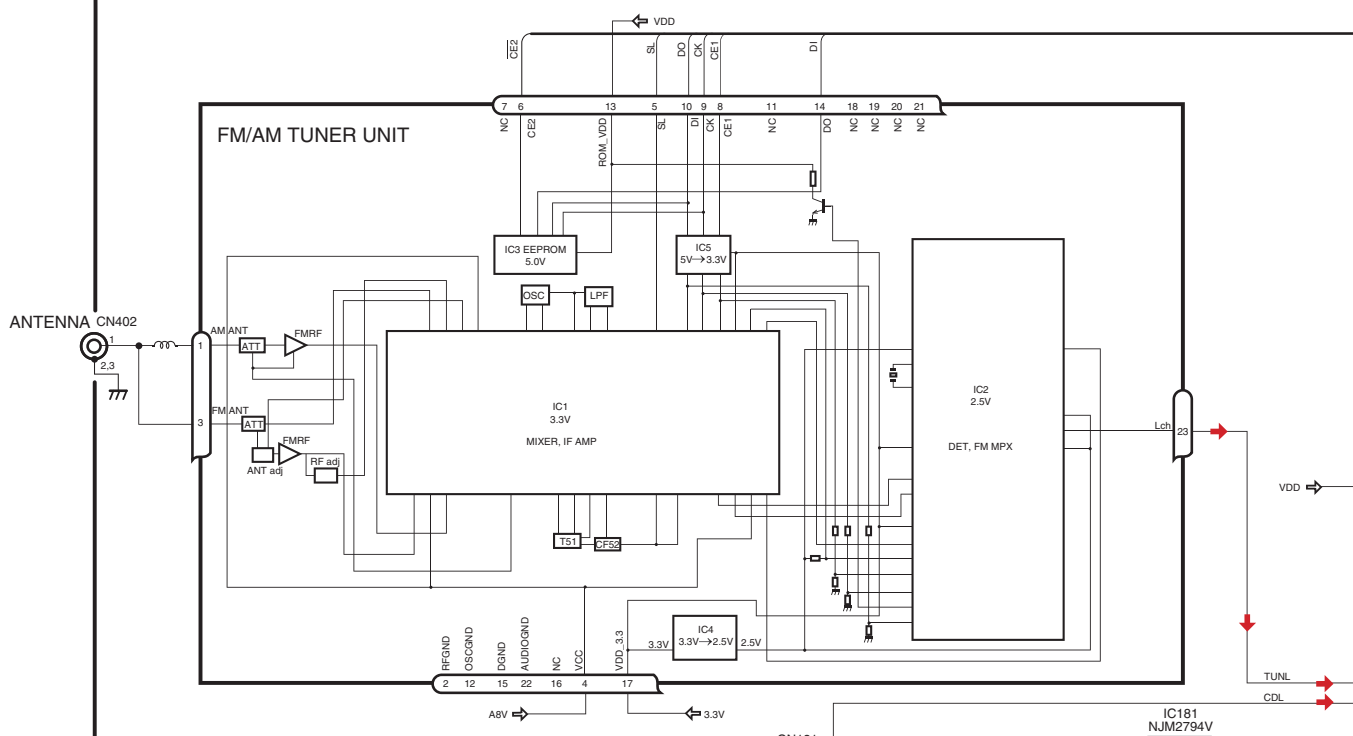 VDD
CE2
SL
DO
CK
CE1
DI
7 6 13 5 10 9 8 11 14 18 19 20 21
NC
CE2
ROM_VDD
SL
DI
CK
CE1
NC
DO
NC
NC
NC
NC
FM/AM TUNER UNIT
IC3 EEPROM
5.0V
IC5
5V→3.3V
OSC
LPF
ANTENNA CN402
1
2,3
1
AM ANT
ATT
FMRF
3
FM ANT
ATT
FMRF
ANT adj
RF adj
IC1
3.3V
MIXER, IF AMP
IC2
2.5V
DET, FM MPX
Lch
23
VDD
T51
CF52
IC4
3.3V
3.3V→2.5V
2.5V
RFGND
OSCGND
DGND
AUDIOGND
NC
VCC
VDD_3.3
2 12 15 22 16 4 17
A8V
3.3V
TUNL
CDL
IC181
NJM2794V